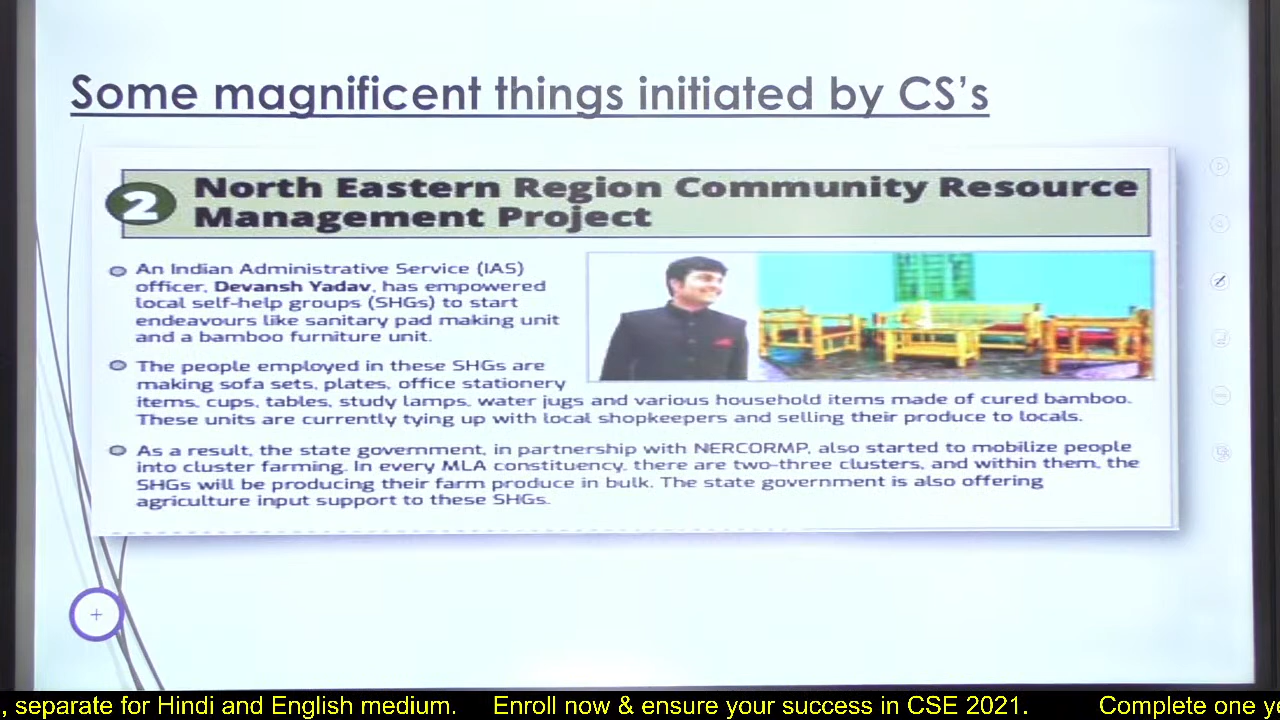 Some magnificent things initiated by CS's
2
North Eastern Region Community Resource
Management Project
An Indian Administrative Service (IAS)
officer, Devansh Yadav, has empowered
local self-help groups (SHGs) to start
endeavours like sanitary pad making unit
and a bamboo furniture unit.
The people employed in these SHGs are
making sofa sets, plates, office stationery
items, cups, tables, study lamps, water jugs and various household items made of cured bamboo.
These units are currently tying up with local shopkeepers and selling their produce to locals.
As a result, the state government, in partnership with NERCORMP, also started to mobilize people
into cluster farming. In every MLA constituency, there are two-three clusters, and within them, the
SHGs will be producing their farm produce in bulk. The state government is also offering
agriculture input support to these SHGs.
, separate for Hindi and English medium. Enroll now & ensure your success in CSE 2021. Complete one ye